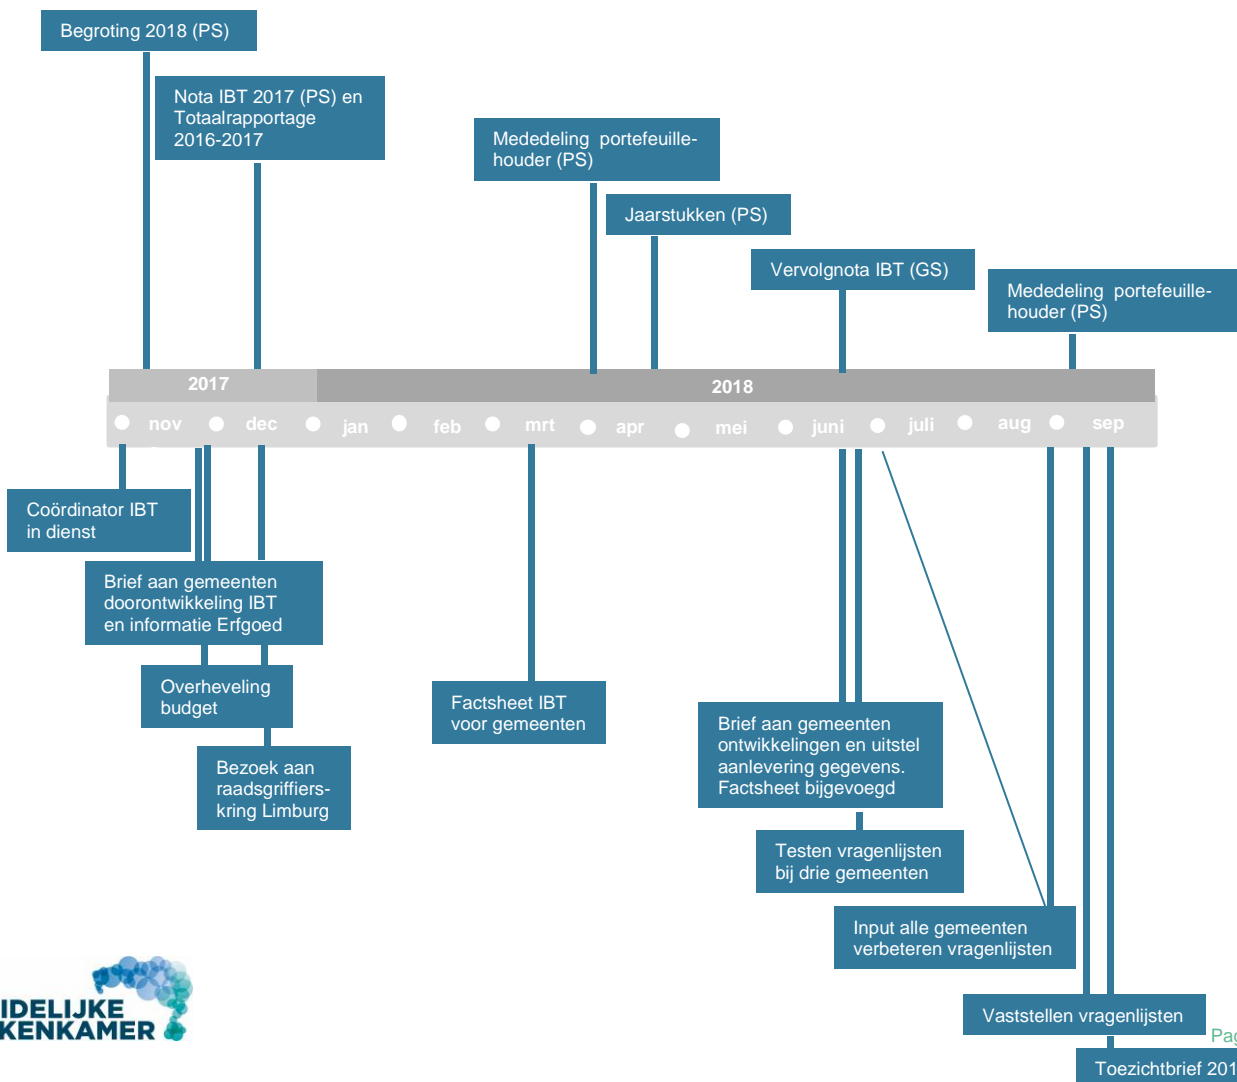 Begroting 2018 (PS)
Nota IBT 2017 (PS) en
Totaalrapportage
2016-2017
Mededeling portefeuille-
houder (PS)
Jaarstukken (PS)
Vervolgnota IBT (GS)
Mededeling portefeuille-
houder (PS)
2017
2018
nov dec jan feb mrt apr mei juni juli aug sep
Coördinator IBT
in dienst
Brief aan gemeenten
doorontwikkeling IBT
en informatie Erfgoed
Overheveling
budget
Bezoek aan
raadsgriffiers-
kring Limburg
Factsheet IBT
voor gemeenten
Brief aan gemeenten
ontwikkelingen en uitstel
aanlevering gegevens.
Factsheet bijgevoegd
Testen vragenlijsten
bij drie gemeenten
Input alle gemeenten
verbeteren vragenlijsten
Vaststellen vragenlijsten
Toezichtbrief 201
IDELIJKE
KENKAMER
Pag